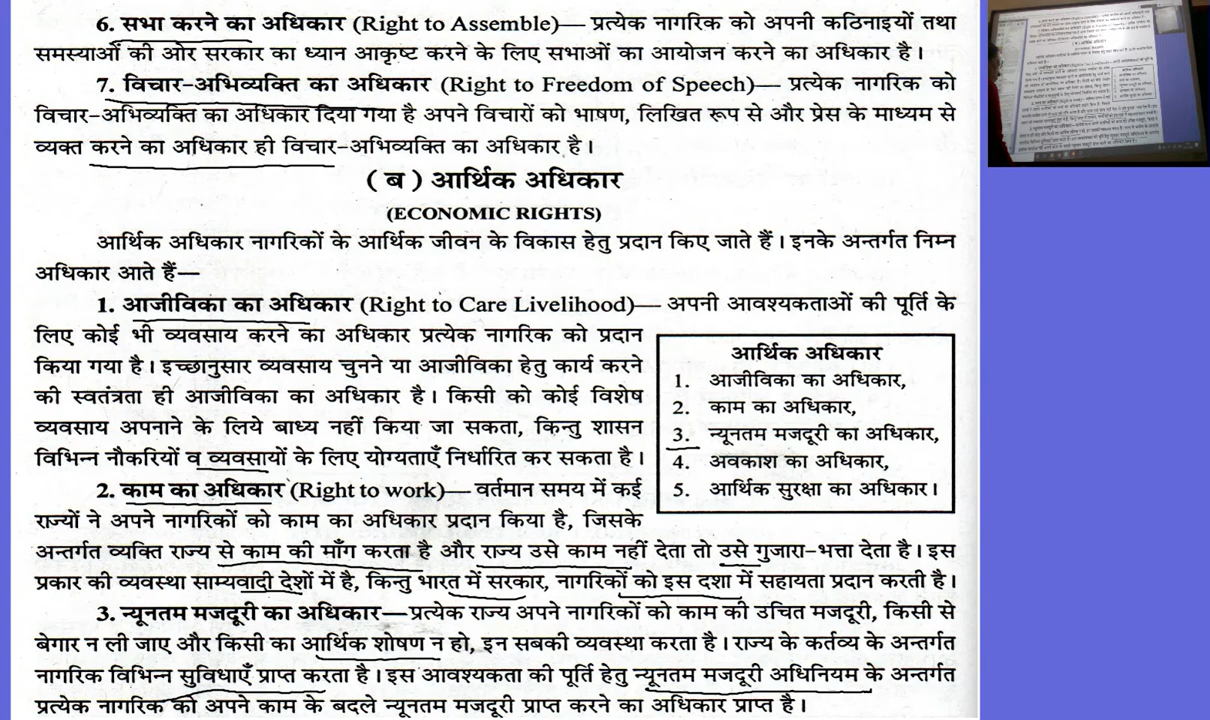 6. सभा करने का अधिकार (Right to Assemble)— प्रत्येक नागरिक को अपनी कठिनाइयों तथा
समस्याओं की ओर सरकार का ध्यान आकृष्ट करने के लिए सभाओं का आयोजन करने का अधिकार है।
7. विचार-अभिव्यक्ति का अधिकार (Right to Freedom of Speech)— प्रत्येक नागरिक को
विचार-अभिव्यक्ति का अधिकार दिया गया है अपने विचारों को भाषण, लिखित रूप से और प्रेस के माध्यम से
व्यक्त करने का अधिकार ही विचार-अभिव्यक्ति का अधिकार है।
( ब ) आर्थिक अधिकार
(ECONOMIC RIGHTS)
आर्थिक अधिकार नागरिकों के आर्थिक जीवन के विकास हेतु प्रदान किए जाते हैं। इनके अन्तर्गत निम्न
अधिकार आते हैं—
1. आजीविका का अधिकार (Right to Care Livelihood)— अपनी आवश्यकताओं की पूर्ति के
लिए कोई भी व्यवसाय करने का अधिकार प्रत्येक नागरिक को प्रदान
किया गया है। इच्छानुसार व्यवसाय चुनने या आजीविका हेतु कार्य करने
की स्वतंत्रता ही आजीविका का अधिकार है। किसी को कोई विशेष
व्यवसाय अपनाने के लिये बाध्य नहीं किया जा सकता, किन्तु शासन
विभिन्न नौकरियों व व्यवसायों के लिए योग्यताएँ निर्धारित कर सकता है।
आर्थिक अधिकार
1. आजीविका का अधिकार,
2. काम का अधिकार,
3. न्यूनतम मजदूरी का अधिकार,
4. अवकाश का अधिकार,
5. आर्थिक सुरक्षा का अधिकार।
2. काम का अधिकार (Right to work)— वर्तमान समय में कई
राज्यों ने अपने नागरिकों को काम का अधिकार प्रदान किया है, जिसके
अन्तर्गत व्यक्ति राज्य से काम की माँग करता है और राज्य उसे काम नहीं देता तो उसे गुजारा-भत्ता देता है। इस
प्रकार की व्यवस्था साम्यवादी देशों में है, किन्तु भारत में सरकार, नागरिकों को इस दशा में सहायता प्रदान करती है।
3. न्यूनतम मजदूरी का अधिकार—प्रत्येक राज्य अपने नागरिकों को काम की उचित मजदूरी, किसी से
बेगार न ली जाए और किसी का आर्थिक शोषण न हो, इन सबकी व्यवस्था करता है। राज्य के कर्तव्य के अन्तर्गत
नागरिक विभिन्न सुविधाएँ प्राप्त करता है। इस आवश्यकता की पूर्ति हेतु न्यूनतम मजदूरी अधिनियम के अन्तर्गत
प्रत्येक नागरिक को अपने काम के बदले न्यूनतम मजदूरी प्राप्त करने का अधिकार प्राप्त है।